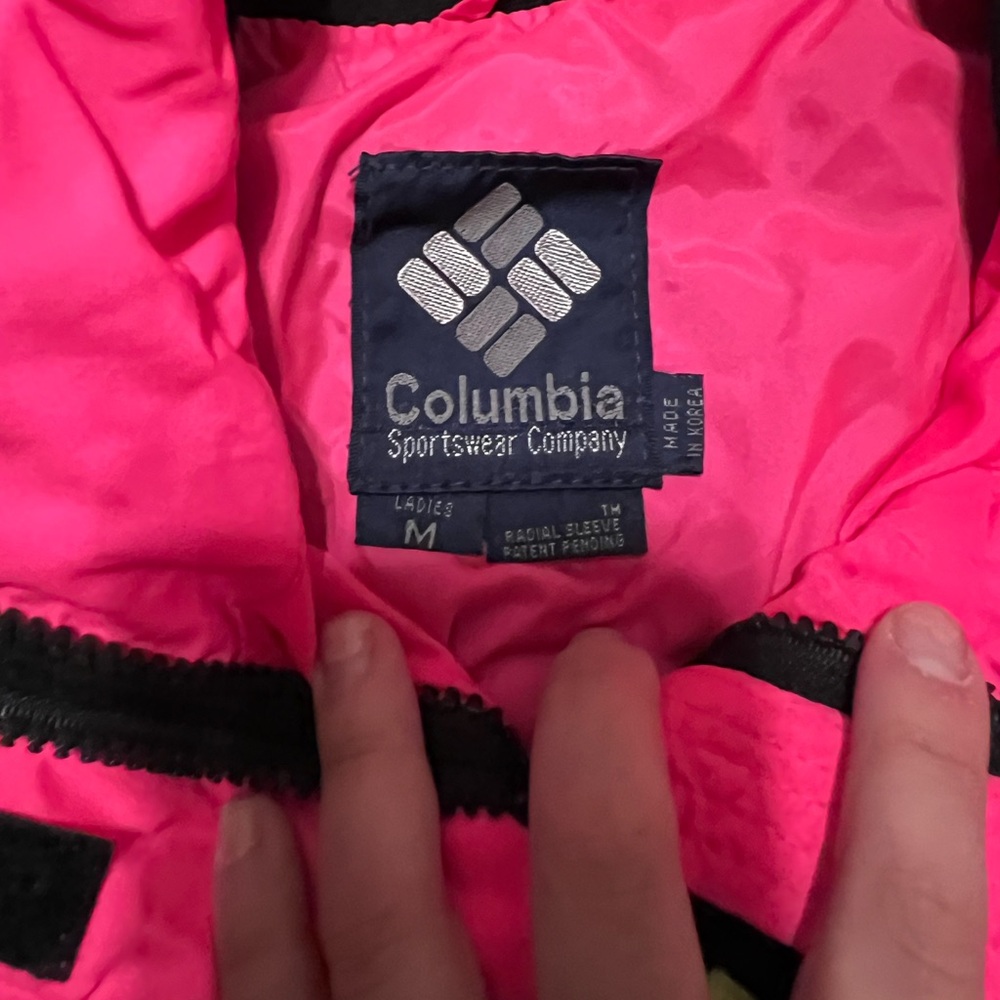 Columbia
Sportswear Company
MADE
IN KOREA
LADIES
M
TM
RADIAL SLEEVE
PATENT PENDING